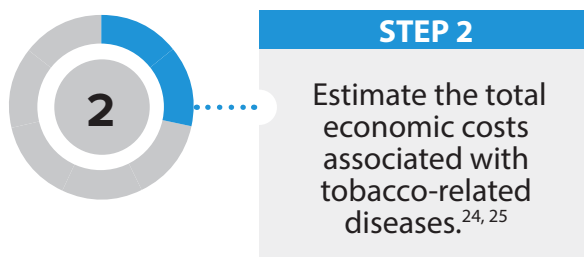 2
STEP 2
Estimate the total
economic costs
associated with
tobacco-related
diseases.24, 25